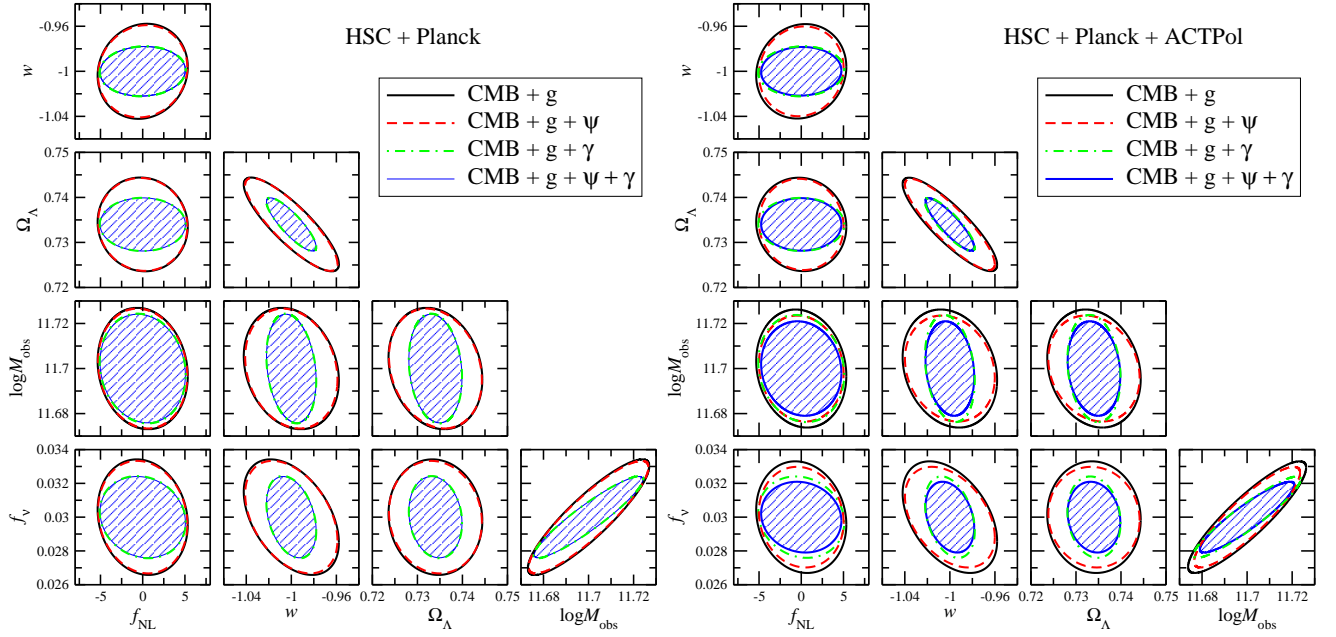 HSC + Planck
CMB + g
CMB + g + ψ
CMB + g + γ
CMB + g + ψ + γ
-0.96
-1
-1.04
w
0.75
0.74
0.73
0.72
Ω_Λ
11.72
11.7
11.68
logM_obs
0.034
0.032
0.03
0.028
0.026
f_ν
-5 0 5
f_NL
-1.04 -1 -0.96
w
0.72 0.73 0.74 0.75
Ω_Λ
11.68 11.7 11.72
logM_obs
HSC + Planck + ACTPol
CMB + g
CMB + g + ψ
CMB + g + γ
CMB + g + ψ + γ
-0.96
-1
-1.04
w
0.75
0.74
0.73
0.72
Ω_Λ
11.72
11.7
11.68
logM_obs
0.034
0.032
0.03
0.028
0.026
f_ν
-5 0 5
f_NL
-1.04 -1 -0.96
w
0.72 0.73 0.74 0.75
Ω_Λ
11.68 11.7 11.72
logM_obs